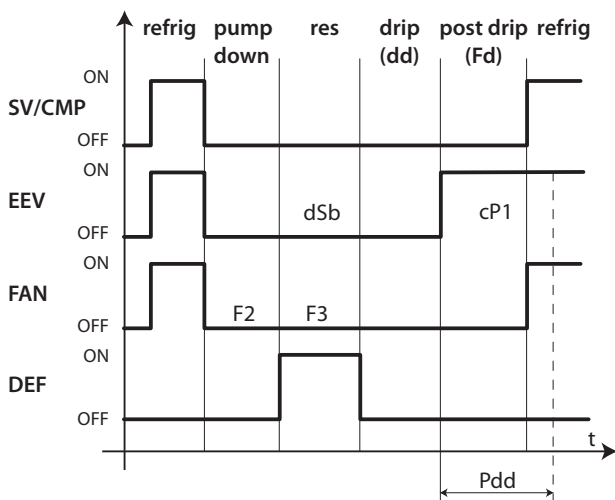 refrig pump res drip post drip refrig
down (dd) (Fd)
ON
SV/CMP
OFF
ON
EEV
dSb cP1
OFF
ON
FAN
F2 F3
OFF
ON
DEF
OFF
t
Pdd